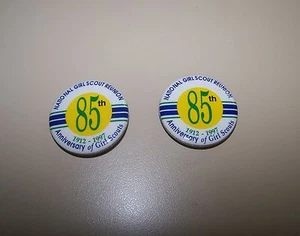 NATIONAL GIRL SCOUT REUNION
85th
1912 - 1997
Anniversary of Girl Scouts
NATIONAL GIRL SCOUT REUNION
85th
1912 - 1997
Anniversary of Girl Scouts